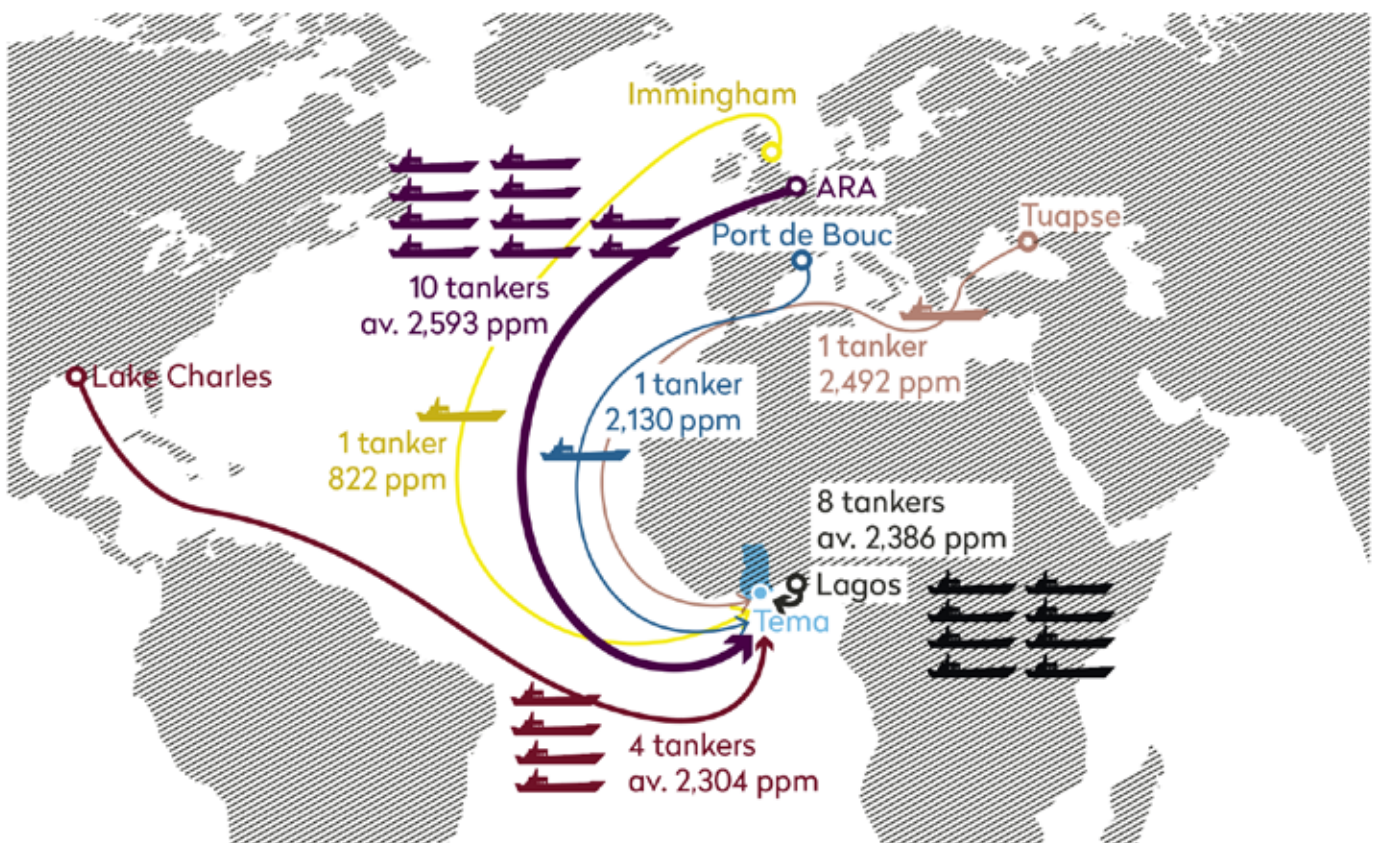 Immingham
ARA
Tuapse
Port de Bouc
10 tankers
av. 2,593 ppm
1 tanker
2,492 ppm
Lake Charles
1 tanker
2,130 ppm
1 tanker
822 ppm
8 tankers
av. 2,386 ppm
Lagos
Tema
4 tankers
av. 2,304 ppm